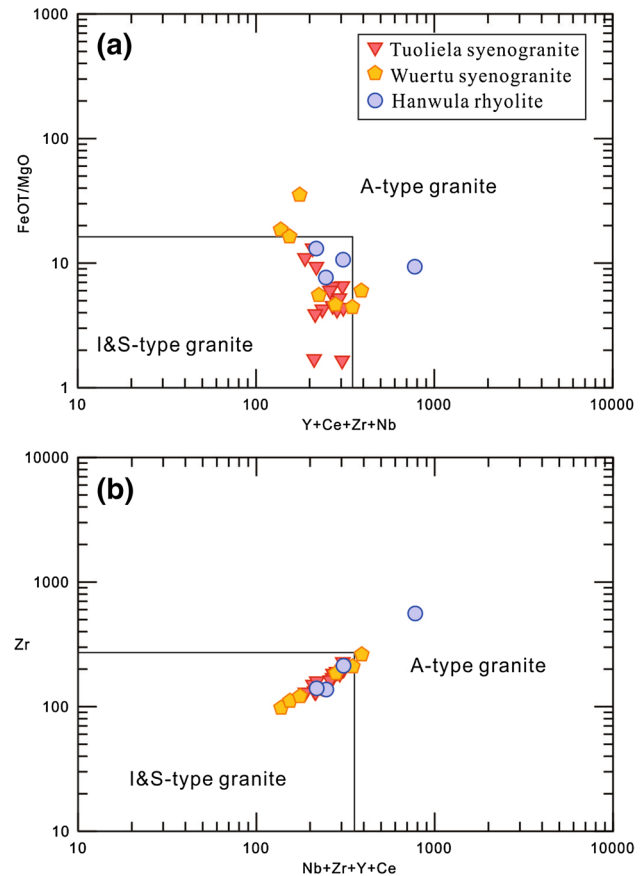 (a)
Tuoliela syenogranite
Wuertu syenogranite
Hanwula rhyolite
1000
100
10
1
FeOT/MgO
A-type granite
I&S-type granite
10 100 1000 10000
Y+Ce+Zr+Nb
(b)
10000
1000
100
10
Zr
A-type granite
I&S-type granite
10 100 1000 10000
Nb+Zr+Y+Ce